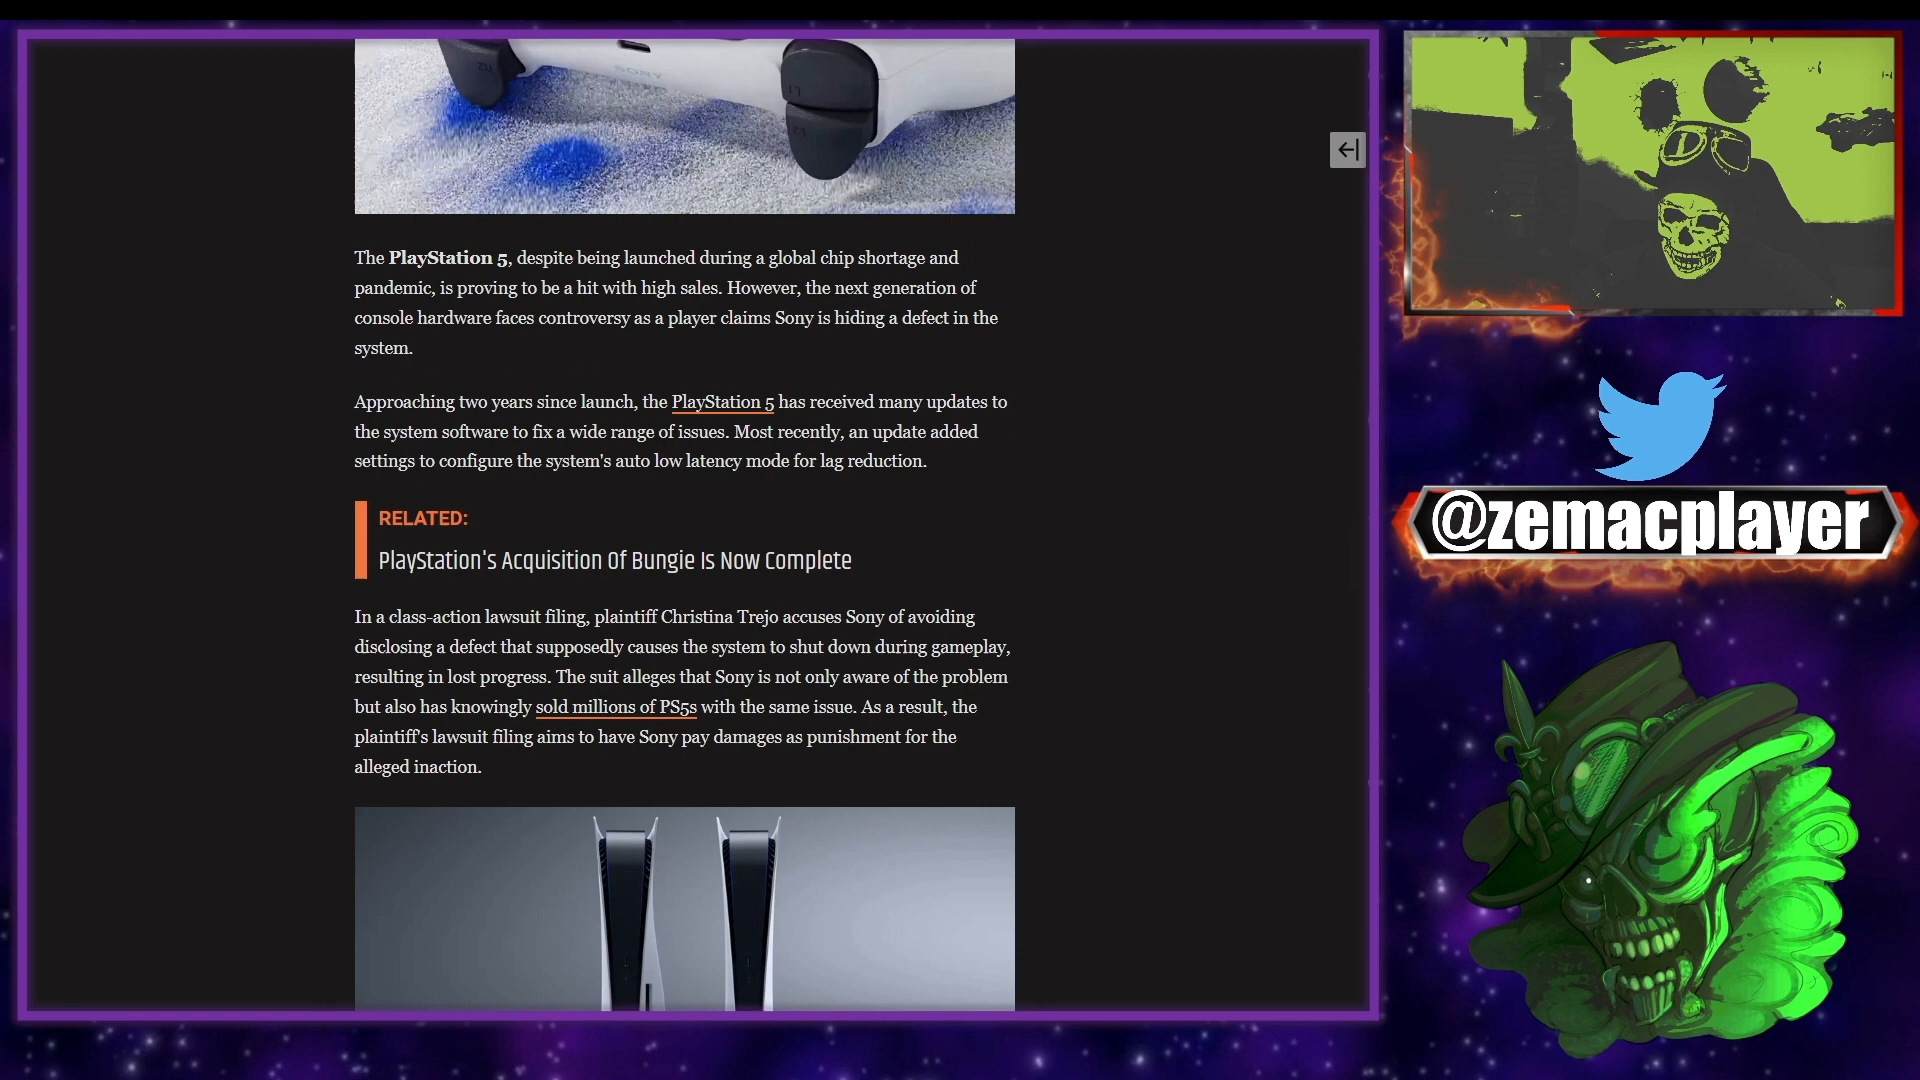 SONY
The PlayStation 5, despite being launched during a global chip shortage and
pandemic, is proving to be a hit with high sales. However, the next generation of
console hardware faces controversy as a player claims Sony is hiding a defect in the
system.
Approaching two years since launch, the PlayStation 5 has received many updates to
the system software to fix a wide range of issues. Most recently, an update added
settings to configure the system's auto low latency mode for lag reduction.
RELATED:
PlayStation's Acquisition Of Bungie Is Now Complete
In a class-action lawsuit filing, plaintiff Christina Trejo accuses Sony of avoiding
disclosing a defect that supposedly causes the system to shut down during gameplay,
resulting in lost progress. The suit alleges that Sony is not only aware of the problem
but also has knowingly sold millions of PS5s with the same issue. As a result, the
plaintiff's lawsuit filing aims to have Sony pay damages as punishment for the
alleged inaction.
@zemacplayer